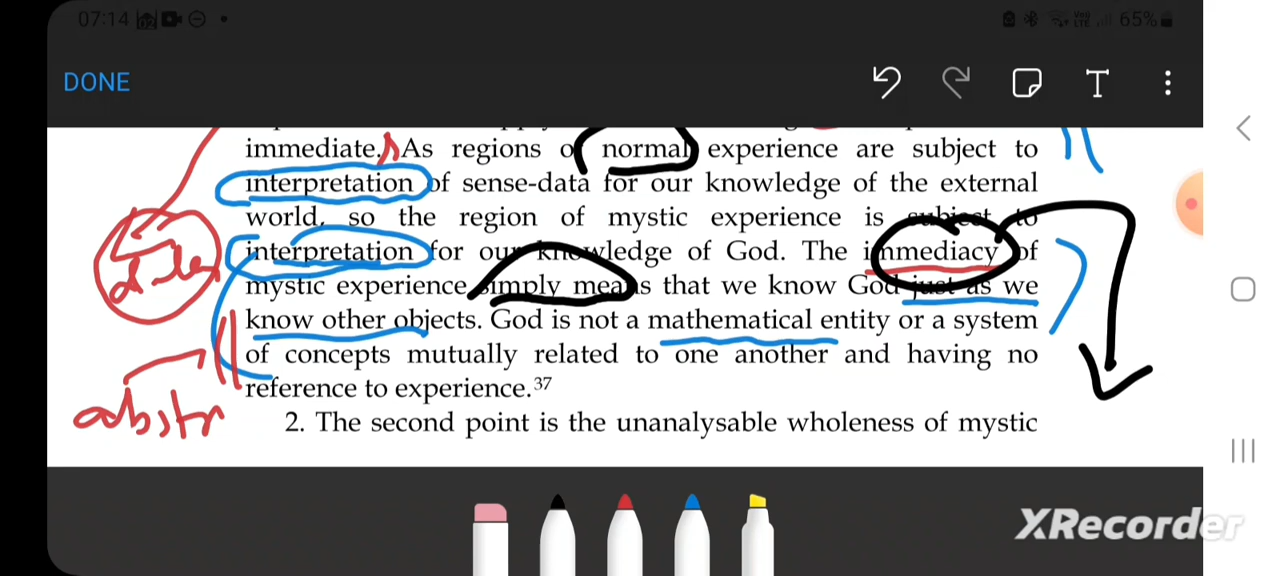 07:14
65%
DONE
T
immediate. As regions of normal experience are subject to
interpretation of sense-data for our knowledge of the external
world, so the region of mystic experience is subject to
interpretation for our knowledge of God. The immediacy of
mystic experience simply means that we know God just as we
know other objects. God is not a mathematical entity or a system
of concepts mutually related to one another and having no
reference to experience.37
abstr
2. The second point is the unanalysable wholeness of mystic
XRecorder